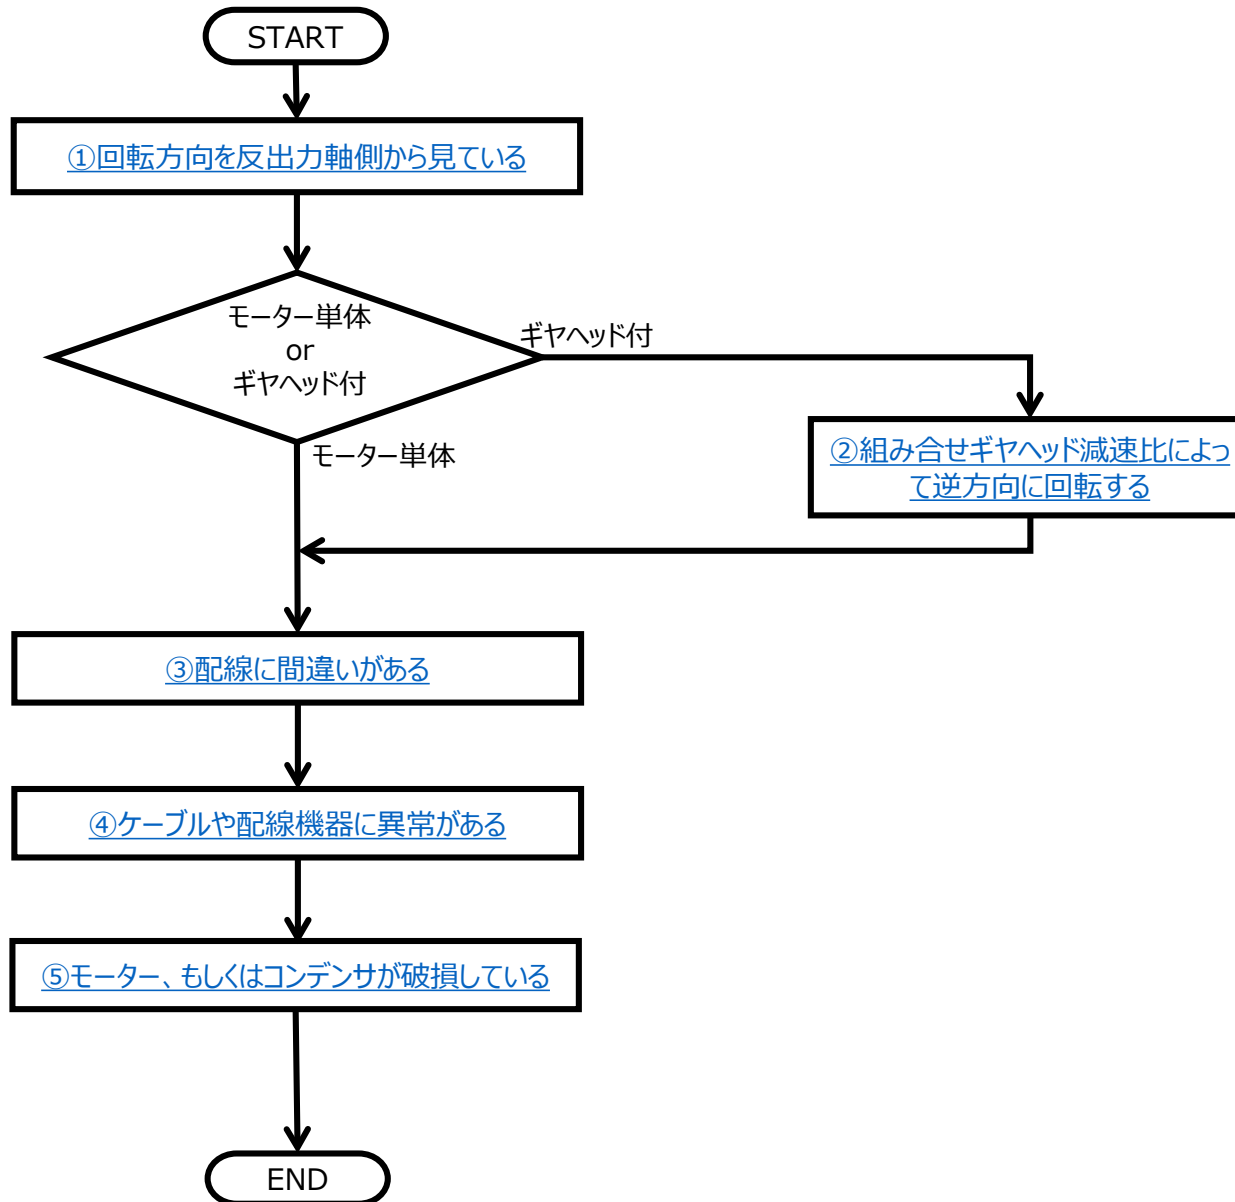 START
①回転方向を反出力軸側から見ている
モーター単体
or
ギヤヘッド付
ギヤヘッド付
モーター単体
②組み合せギヤヘッド減速比によっ
て逆方向に回転する
③配線に間違いがある
④ケーブルや配線機器に異常がある
⑤モーター、もしくはコンデンサが破損している
END